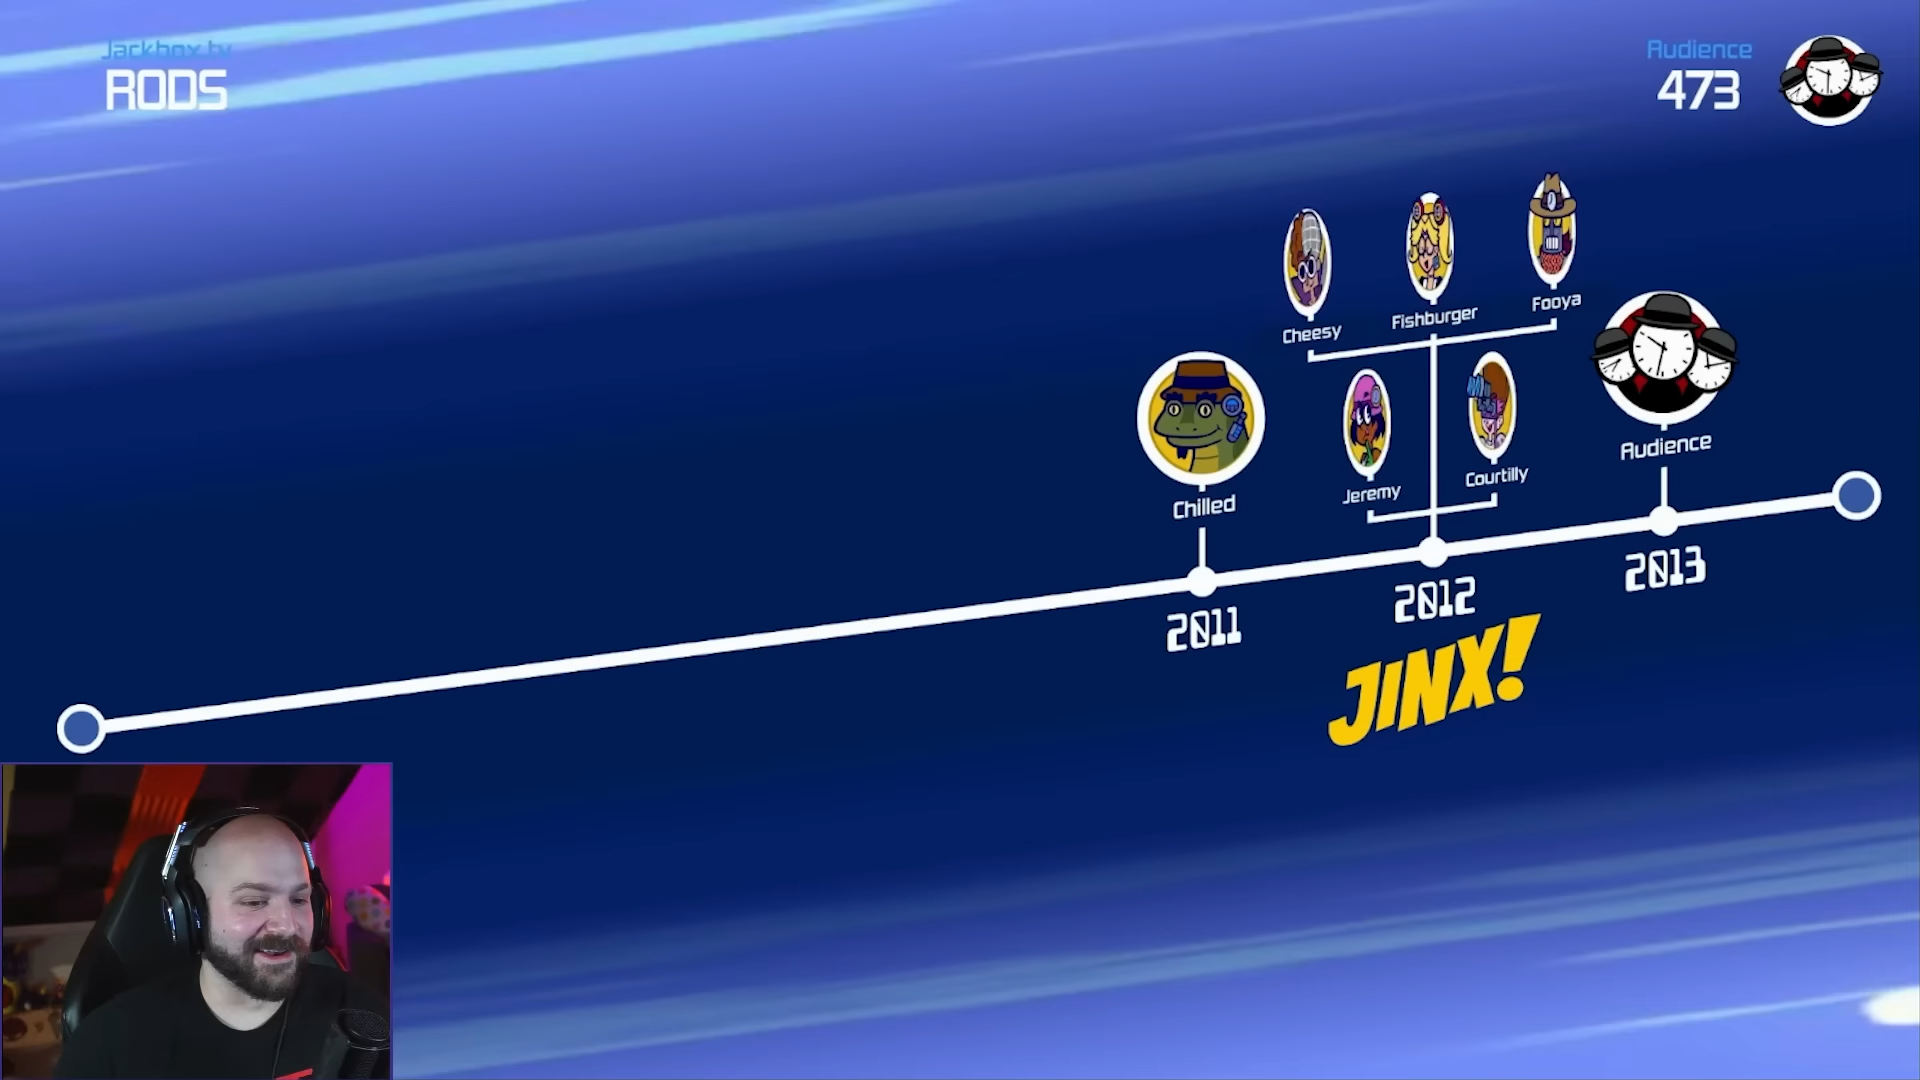 Jackbox.tv
RODS
Audience
473
Cheesy
Fishburger
Fooya
Jeremy
Courtilly
Chilled
Audience
2011
2012
2013
JINX!